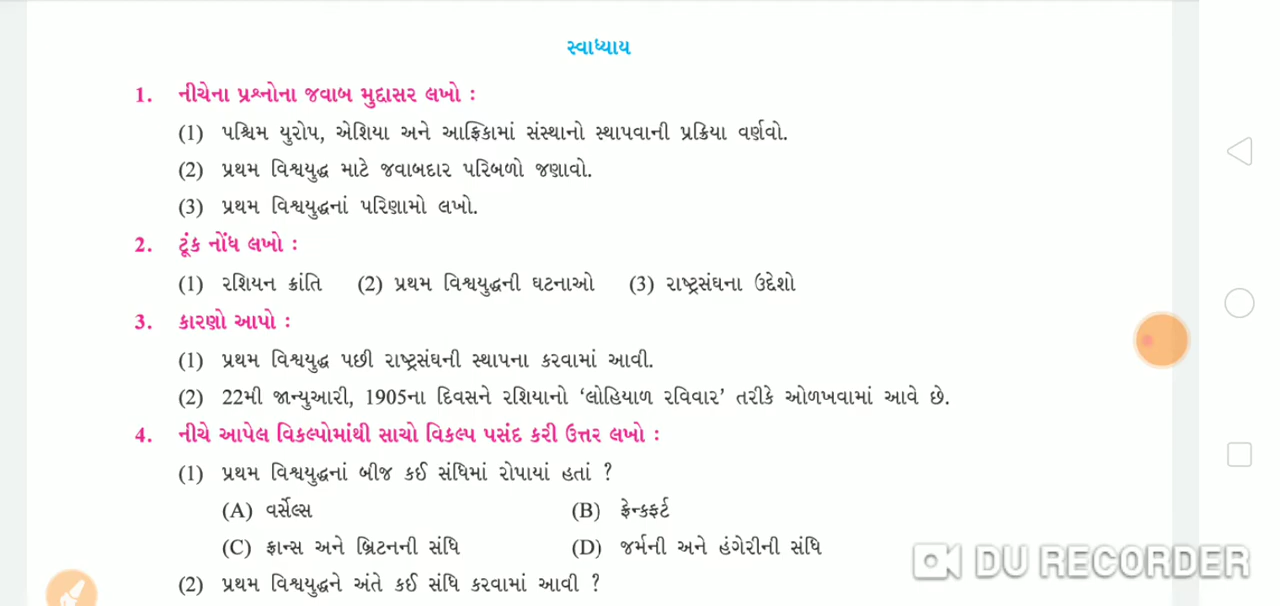 સ્વાધ્યાય
1. નીચેના પ્રશ્નોના જવાબ મુદ્દાસર લખો :
(1) પશ્ચિમ યુરોપ, એશિયા અને આફ્રિકામાં સંસ્થાનો સ્થાપવાની પ્રક્રિયા વર્ણવો.
(2) પ્રથમ વિશ્વયુદ્ધ માટે જવાબદાર પરિબળો જણાવો.
(3) પ્રથમ વિશ્વયુદ્ધનાં પરિણામો લખો.
2. ટૂંક નોંધ લખો :
(1) રશિયન ક્રાંતિ (2) પ્રથમ વિશ્વયુદ્ધની ઘટનાઓ (3) રાષ્ટ્રસંઘના ઉદ્દેશો
3. કારણો આપો :
(1) પ્રથમ વિશ્વયુદ્ધ પછી રાષ્ટ્રસંઘની સ્થાપના કરવામાં આવી.
(2) 22મી જાન્યુઆરી, 1905ના દિવસને રશિયાનો ‘લોહિયાળ રવિવાર’ તરીકે ઓળખવામાં આવે છે.
4. નીચે આપેલ વિકલ્પોમાંથી સાચો વિકલ્પ પસંદ કરી ઉત્તર લખો :
(1) પ્રથમ વિશ્વયુદ્ધનાં બીજ કઈ સંધિમાં રોપાયાં હતાં ?
(A) વર્સેલ્સ (B) ફ્રેન્કફર્ટ
(C) ફ્રાન્સ અને બ્રિટનની સંધિ (D) જર્મની અને હંગેરીની સંધિ
(2) પ્રથમ વિશ્વયુદ્ધને અંતે કઈ સંધિ કરવામાં આવી ?
DU RECORDER